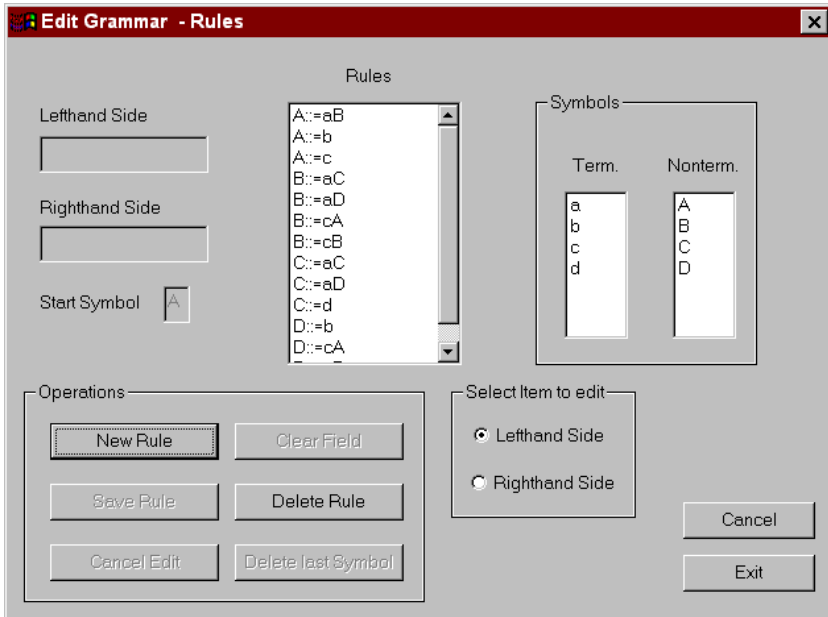 Edit Grammar - Rules
Rules
Lefthand Side
Righthand Side
Start Symbol A
A::=aB
A::=b
A::=c
B::=aC
B::=aD
B::=cA
B::=cB
C::=aC
C::=aD
C::=d
D::=b
D::=cA
Symbols
Term. Nonterm.
a A
b B
c C
d D
Operations
New Rule Clear Field
Save Rule Delete Rule
Cancel Edit Delete last Symbol
Select Item to edit
Lefthand Side
Righthand Side
Cancel
Exit